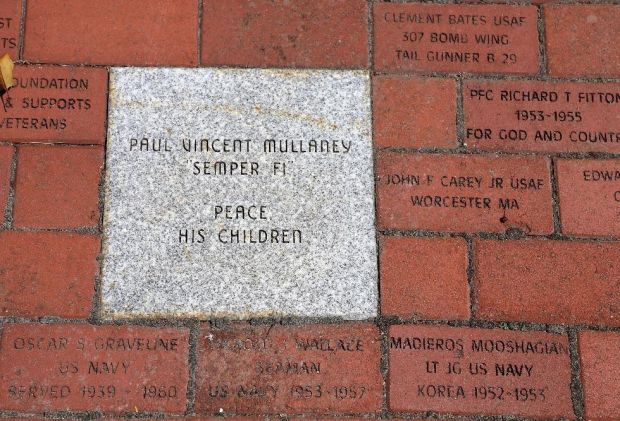 ST
TS
CLEMENT BATES USAF
307 BOMB WING
TAIL GUNNER B 29
OUNDATION
& SUPPORTS
VETERANS
PAUL VINCENT MULLANEY
"SEMPER FI"
PEACE,
HIS CHILDREN
PFC RICHARD T FITTON
1953-1955
FOR GOD AND COUNTR
JOHN F CAREY JR USAF
WORCESTER MA
EDWA
OSCAR S GRAVELINE
US NAVY
SERVED 1939 - 1960
WALLACE
SEAMAN
US NAVY 1953-1957
MADIEROS MOOSHAGIAN
LT JG US NAVY
KOREA 1952-1953